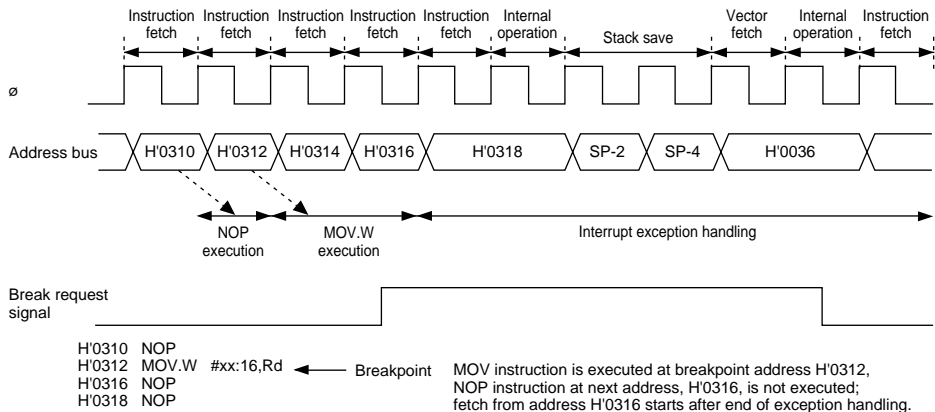 Instruction fetch
Instruction fetch
Instruction fetch
Instruction fetch
Instruction fetch
Internal operation
Stack save
Vector fetch
Internal operation
Instruction fetch
ø
Address bus
H'0310
H'0312
H'0314
H'0316
H'0318
SP-2
SP-4
H'0036
NOP execution
MOV.W execution
Interrupt exception handling
Break request signal
H'0310 NOP
H'0312 MOV.W #xx:16,Rd
H'0316 NOP
H'0318 NOP
Breakpoint
MOV instruction is executed at breakpoint address H'0312,
NOP instruction at next address, H'0316, is not executed;
fetch from address H'0316 starts after end of exception handling.